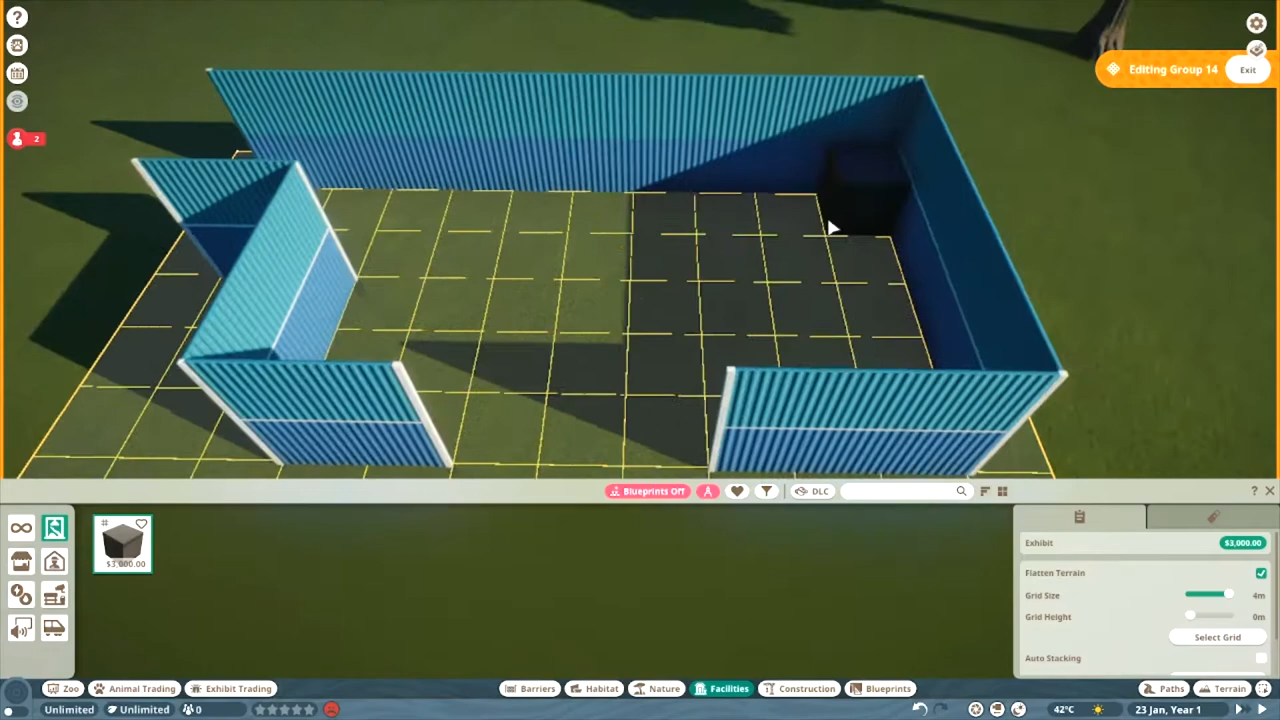 ?
Editing Group 14
Exit
2
Blueprints Off
DLC
? ×
#
$3,000.00
Exhibit
$3,000.00
Flatten Terrain
Grid Size
4m
Grid Height
0m
Select Grid
Auto Stacking
Zoo
Animal Trading
Exhibit Trading
Barriers
Habitat
Nature
Facilities
Construction
Blueprints
Paths
Terrain
Unlimited
Unlimited
0
42°C
23 Jan, Year 1